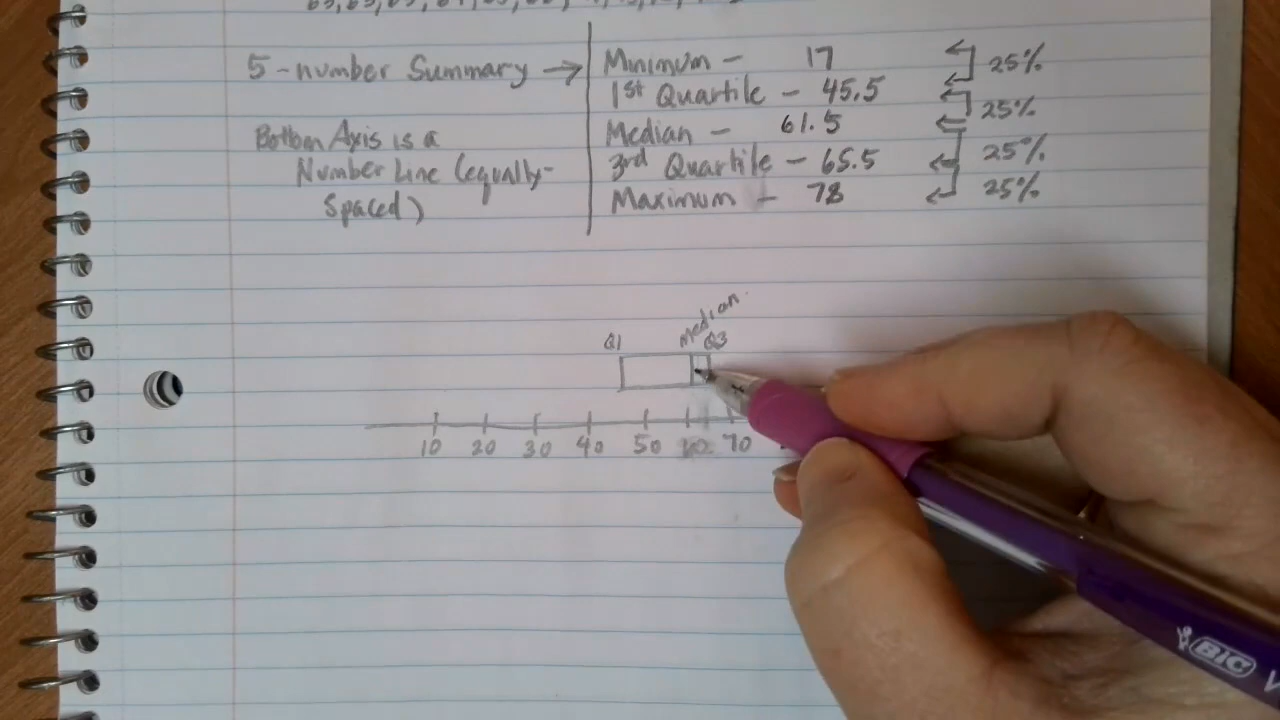 5-number Summary →
Minimum - 17
25%
1st Quartile - 45.5
25%
Median - 61.5
25%
3rd Quartile - 65.5
25%
Maximum - 78
Bottom Axis is a
Number Line (equally-
Spaced)
Q1 Median Q3
10 20 30 40 50 60 70
BIC